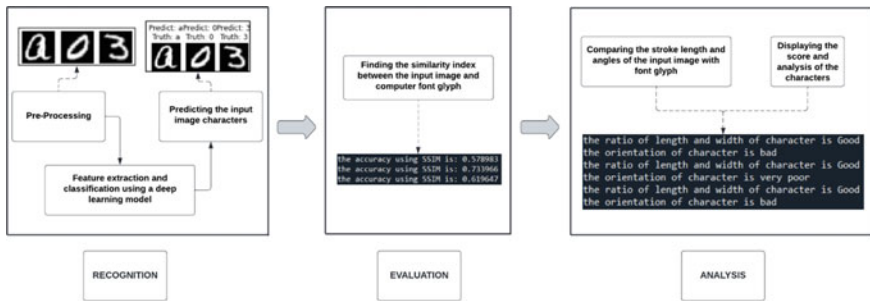 a 0 3
Predict: aPredict: 0Predict: 3
Truth: a Truth: 0 Truth: 3
a 0 3
Pre-Processing
Predicting the input
image characters
Feature extraction and
classification using a deep
learning model
RECOGNITION
Finding the similarity index
between the input image and
computer font glyph
the accuracy using SSIM is: 0.578983
the accuracy using SSIM is: 0.733966
the accuracy using SSIM is: 0.619647
EVALUATION
Comparing the stroke length and
angles of the input image with
font glyph
Displaying the
score and
analysis of the
characters
the ratio of length and width of character is Good
the orientation of character is bad
the ratio of length and width of character is Good
the orientation of character is very poor
the ratio of length and width of character is Good
the orientation of character is bad
ANALYSIS